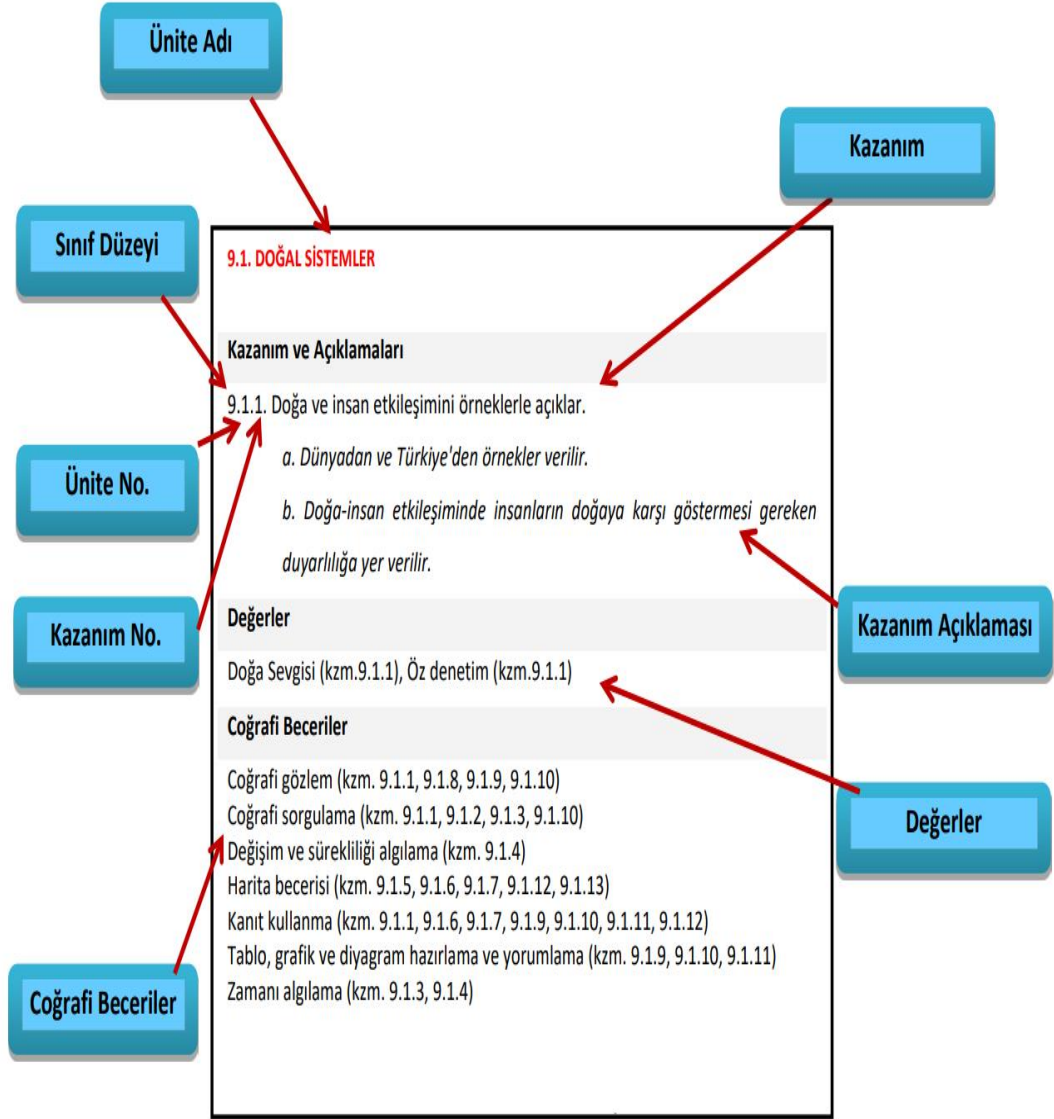 Ünite Adı
Kazanım
Sınıf Düzeyi
9.1. DOĞAL SİSTEMLER
Kazanım ve Açıklamaları
9.1.1. Doğa ve insan etkileşimini örneklerle açıklar.
a. Dünyadan ve Türkiye'den örnekler verilir.
Ünite No.
b. Doğa-insan etkileşiminde insanların doğaya karşı göstermesi gereken
duyarlılığa yer verilir.
Kazanım No.
Değerler
Kazanım Açıklaması
Doğa Sevgisi (kzm.9.1.1), Öz denetim (kzm.9.1.1)
Coğrafi Beceriler
Coğrafi gözlem (kzm. 9.1.1, 9.1.8, 9.1.9, 9.1.10)
Coğrafi sorgulama (kzm. 9.1.1, 9.1.2, 9.1.3, 9.1.10)
Değerler
Değişim ve sürekliliği algılama (kzm. 9.1.4)
Harita becerisi (kzm. 9.1.5, 9.1.6, 9.1.7, 9.1.12, 9.1.13)
Kanıt kullanma (kzm. 9.1.1, 9.1.6, 9.1.7, 9.1.9, 9.1.10, 9.1.11, 9.1.12)
Tablo, grafik ve diyagram hazırlama ve yorumlama (kzm. 9.1.9, 9.1.10, 9.1.11)
Zamanı algılama (kzm. 9.1.3, 9.1.4)
Coğrafi Beceriler